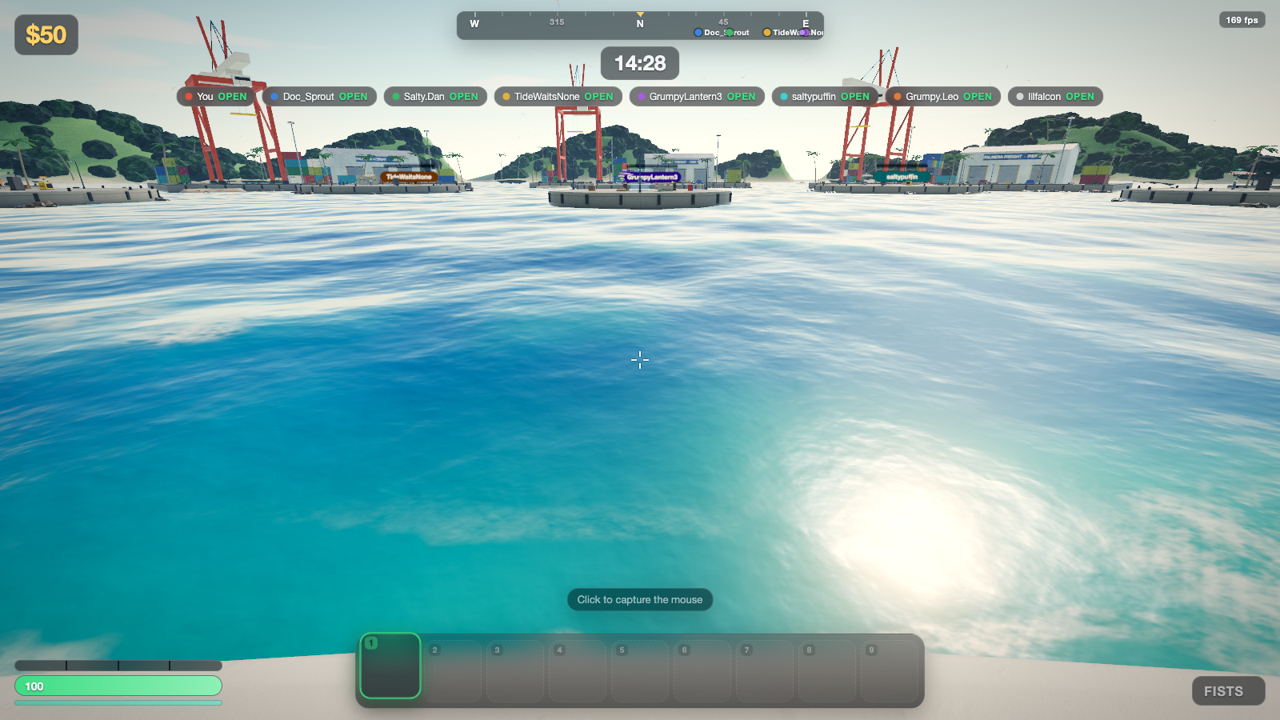 $50
W 315 N 45 E
Doc_Sprout TideWaitsNone
169 fps
14:28
You OPEN Doc_Sprout OPEN Salty.Dan OPEN TideWaitsNone OPEN GrumpyLantern3 OPEN saltypuffin OPEN Grumpy.Leo OPEN lilfalcon OPEN
TideWaitsNone GrumpyLantern3 saltypuffin
Click to capture the mouse
1 2 3 4 5 6 7 8 9
100
FISTS